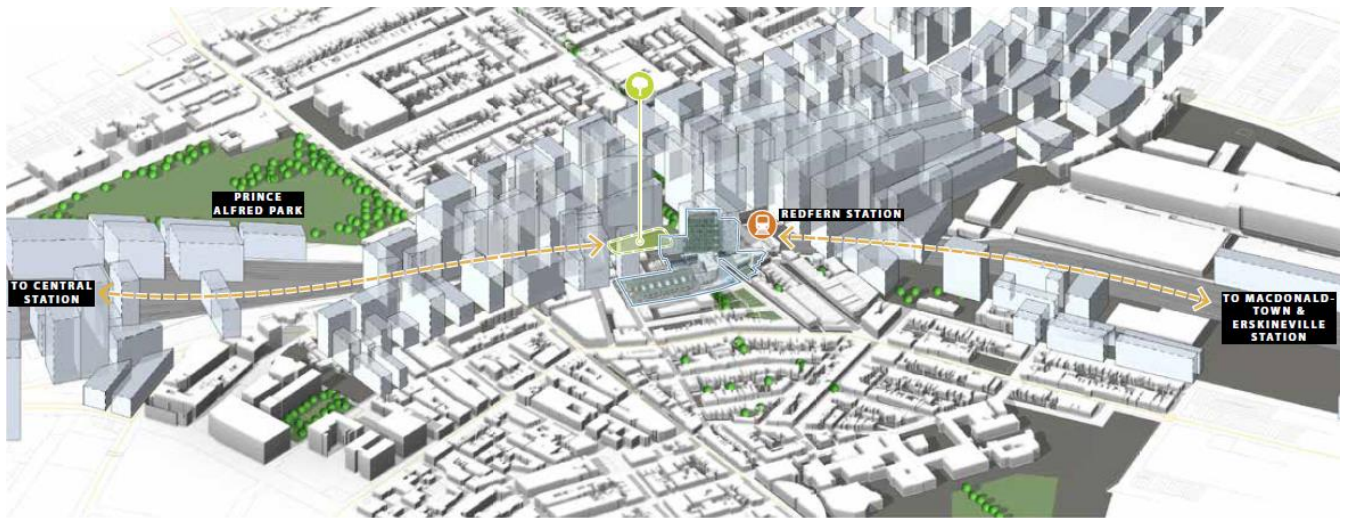 PRINCE
ALFRED PARK
REDFERN STATION
TO CENTRAL
STATION
TO MACDONALD-
TOWN &
ERSKINEVILLE
STATION